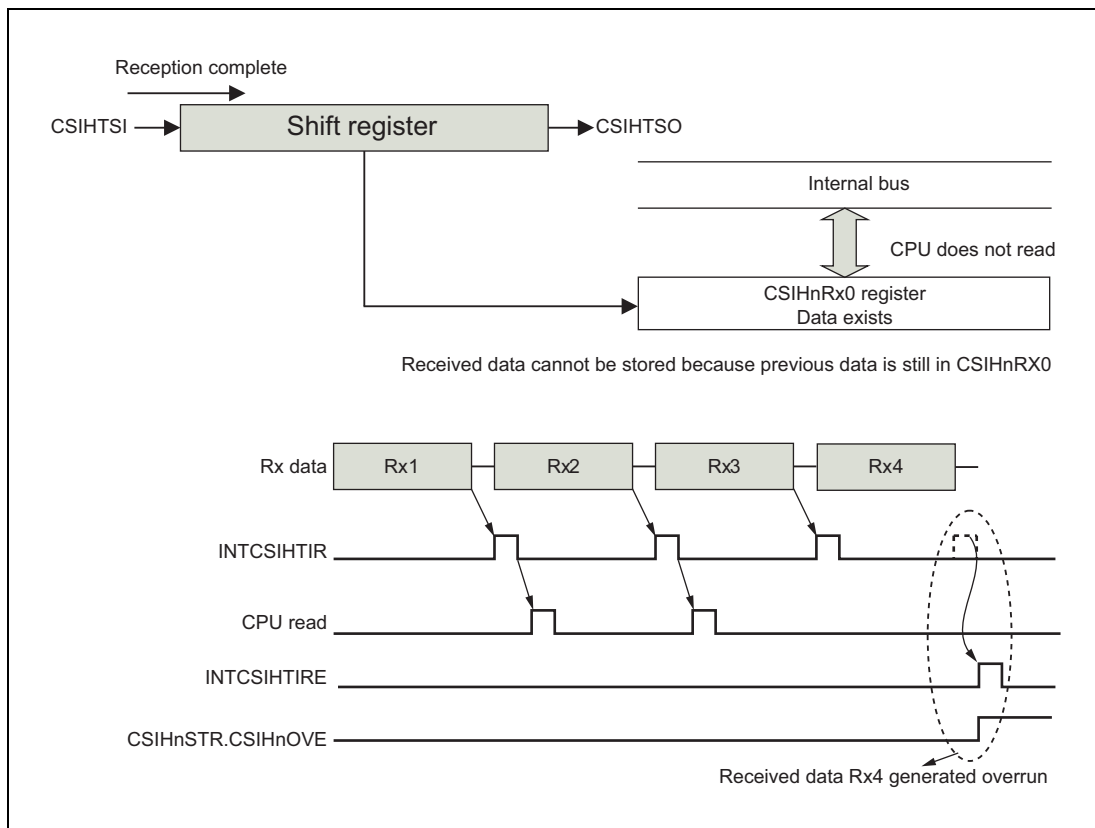 Reception complete
CSIHTSI
Shift register
CSIHTSO
Internal bus
CPU does not read
CSIHnRx0 register
Data exists
Received data cannot be stored because previous data is still in CSIHnRX0
Rx data
Rx1
Rx2
Rx3
Rx4
INTCSIHTIR
CPU read
INTCSIHTIRE
CSIHnSTR.CSIHnOVE
Received data Rx4 generated overrun